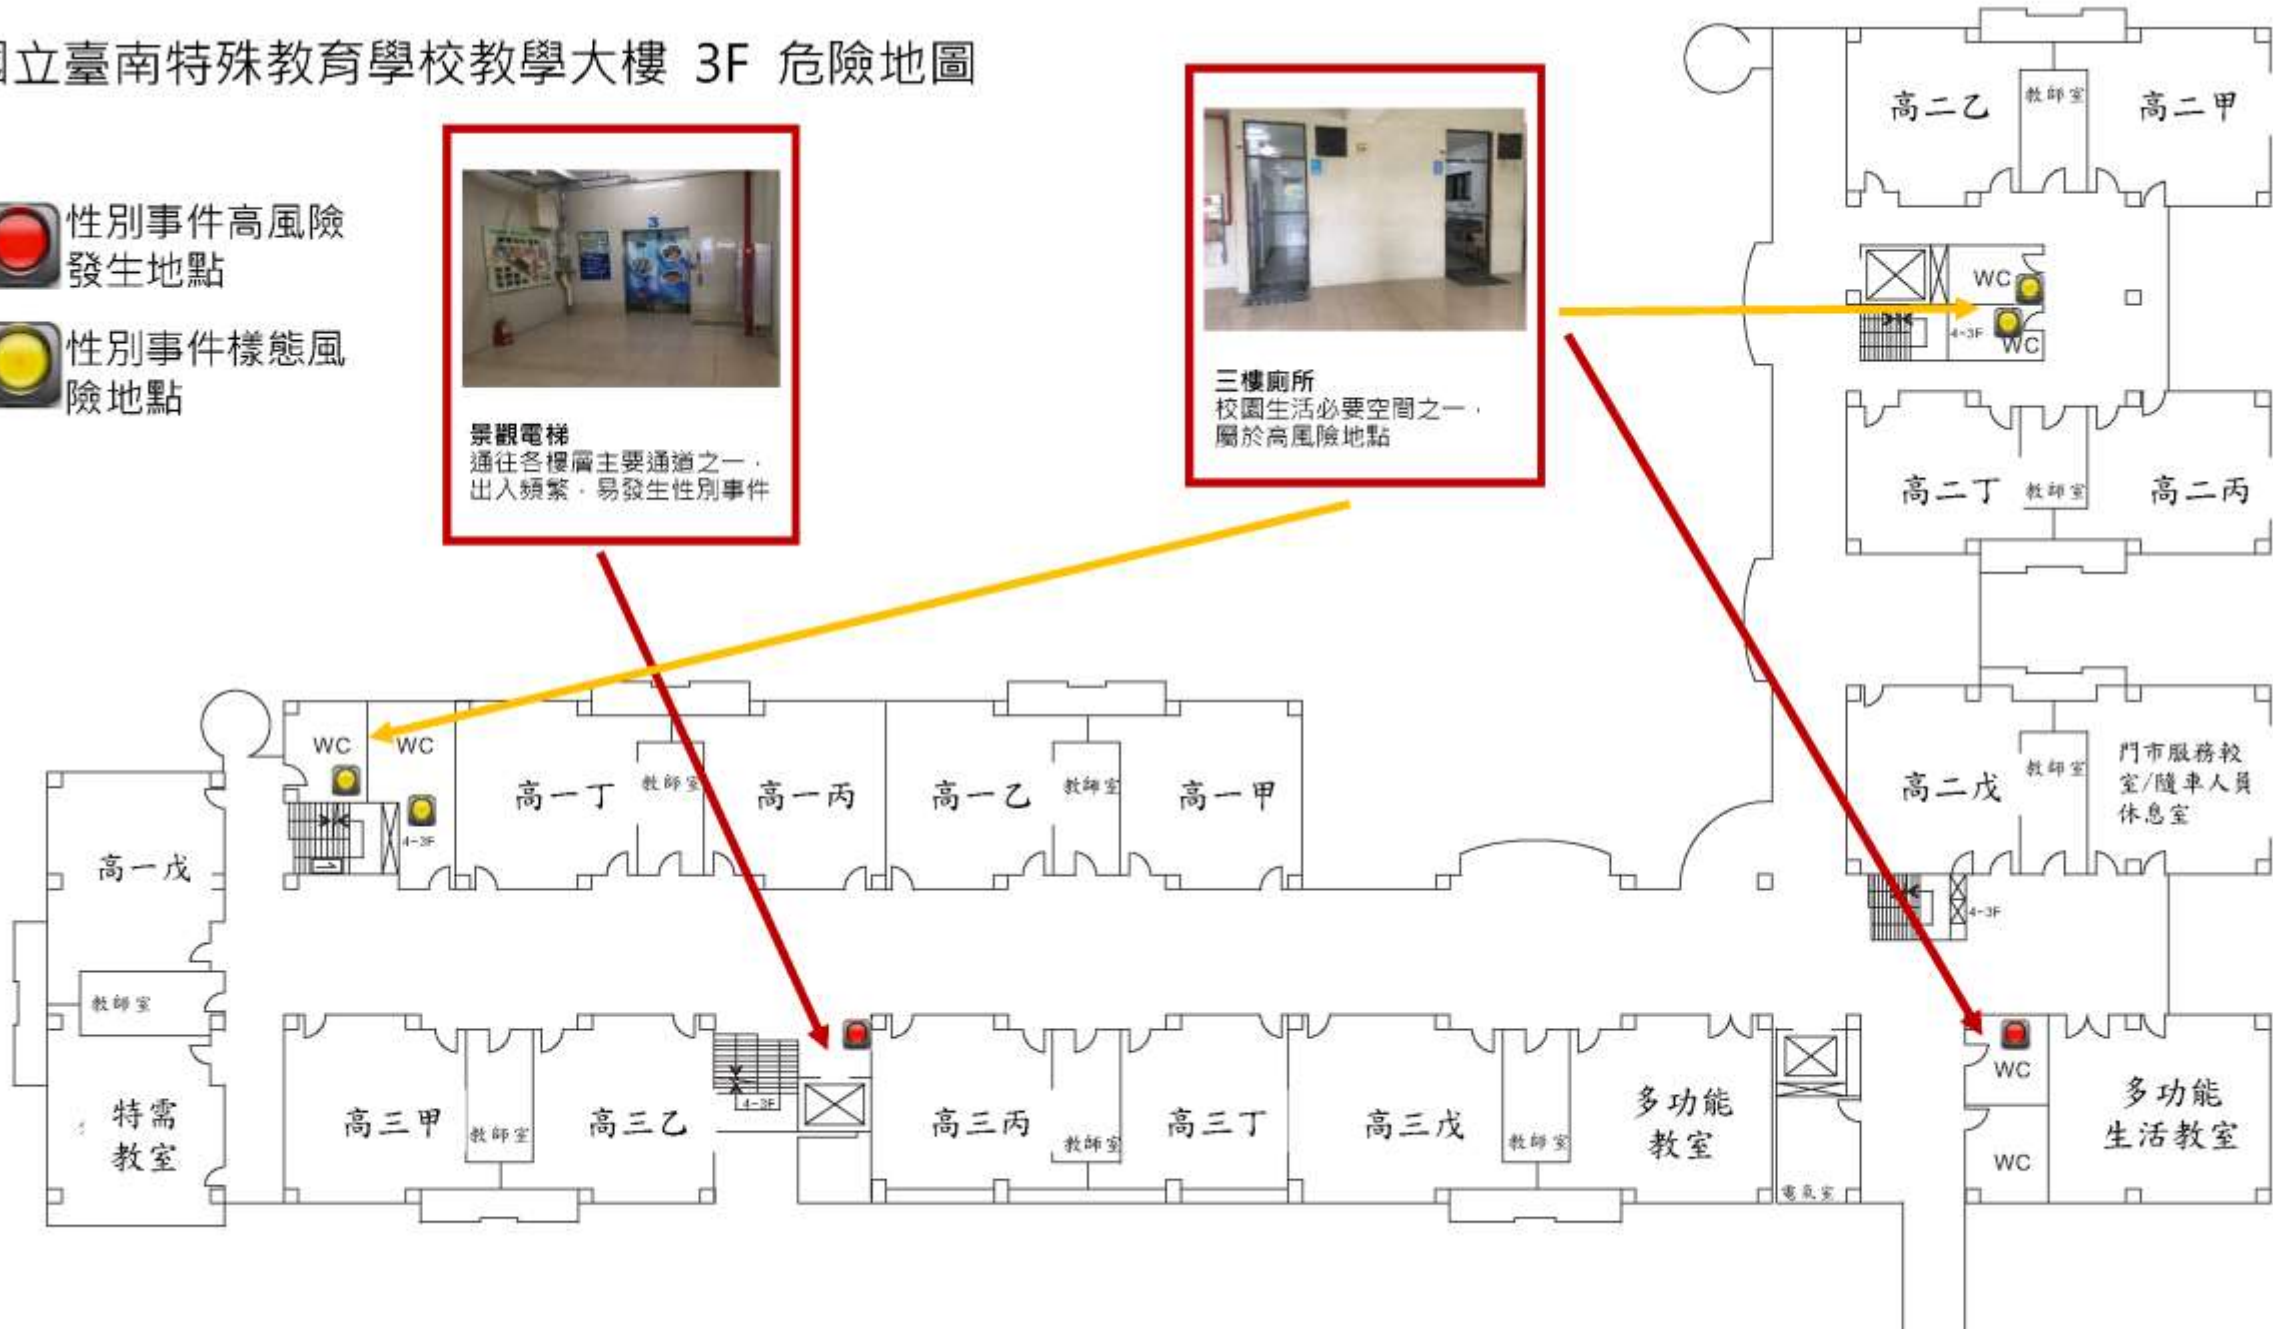 立臺南特殊教育學校教學大樓 3F 危險地圖
性別事件高風險
發生地點
性別事件樣態風
險地點
3
景觀電梯
通往各樓層主要通道之一，
出入頻繁，易發生性別事件
三樓廁所
校園生活必要空間之一，
屬於高風險地點
高二乙
教師室
高二甲
WC
4-3F
WC
高二丁
教師室
高二丙
高二戊
教師室
門市服務較
室/隨車人員
休息室
4-3F
WC
WC
4-3F
高一丁
教師室
高一丙
高一乙
教師室
高一甲
高一戊
教師室
特需
教室
高三甲
教師室
高三乙
4-3F
高三丙
教師室
高三丁
高三戊
教師室
多功能
教室
電氣室
WC
WC
多功能
生活教室